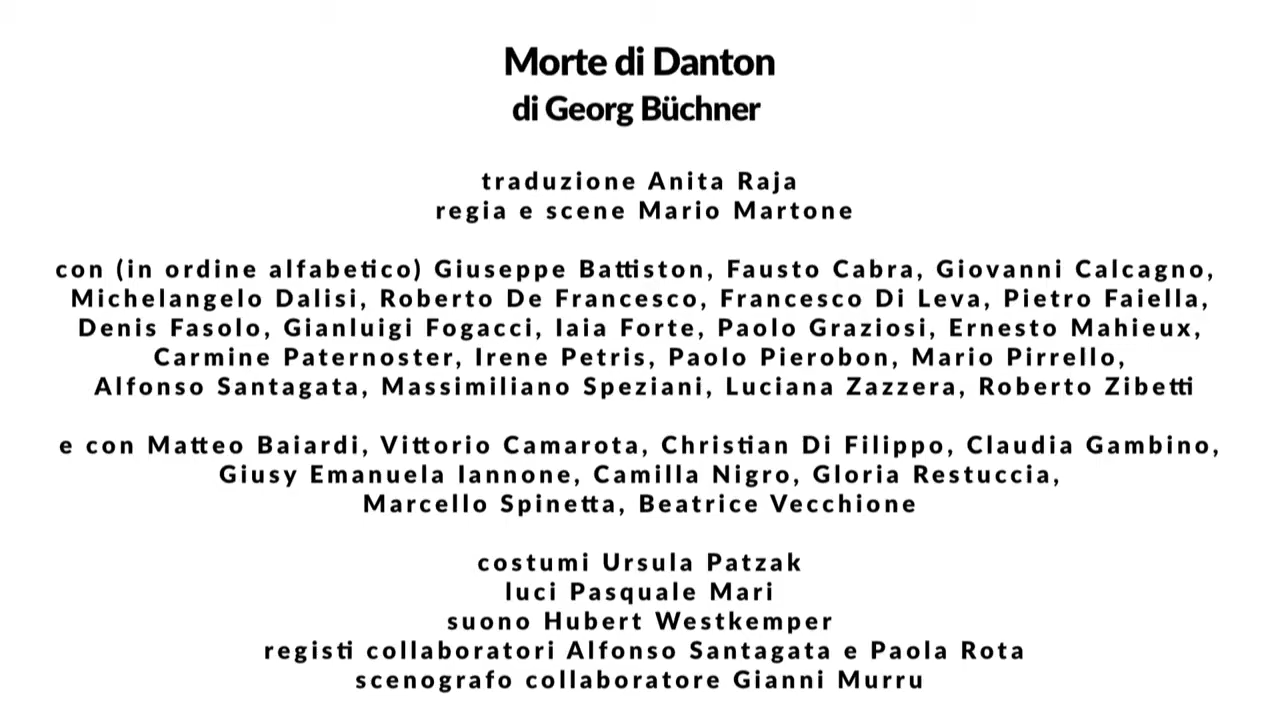 Morte di Danton
di Georg Büchner
traduzione Anita Raja
regia e scene Mario Martone
con (in ordine alfabetico) Giuseppe Battiston, Fausto Cabra, Giovanni Calcagno,
Michelangelo Dalisi, Roberto De Francesco, Francesco Di Leva, Pietro Faiella,
Denis Fasolo, Gianluigi Fogacci, Iaia Forte, Paolo Graziosi, Ernesto Mahieux,
Carmine Paternoster, Irene Petris, Paolo Pierobon, Mario Pirrello,
Alfonso Santagata, Massimiliano Speziani, Luciana Zazzera, Roberto Zibetti
e con Matteo Baiardi, Vittorio Camarota, Christian Di Filippo, Claudia Gambino,
Giusy Emanuela Iannone, Camilla Nigro, Gloria Restuccia,
Marcello Spinetta, Beatrice Vecchione
costumi Ursula Patzak
luci Pasquale Mari
suono Hubert Westkemper
registi collaboratori Alfonso Santagata e Paola Rota
scenografo collaboratore Gianni Murru